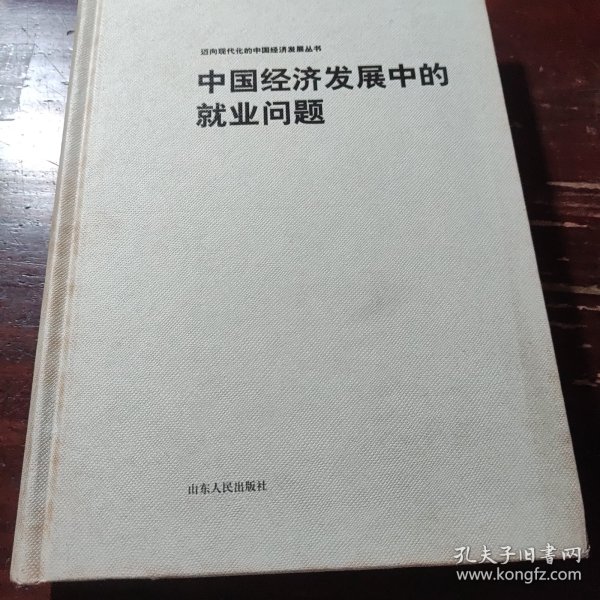 迈向现代化的中国经济发展丛书
中国经济发展中的
就业问题
山东人民出版社
孔夫子旧书网
www.kongfz.com